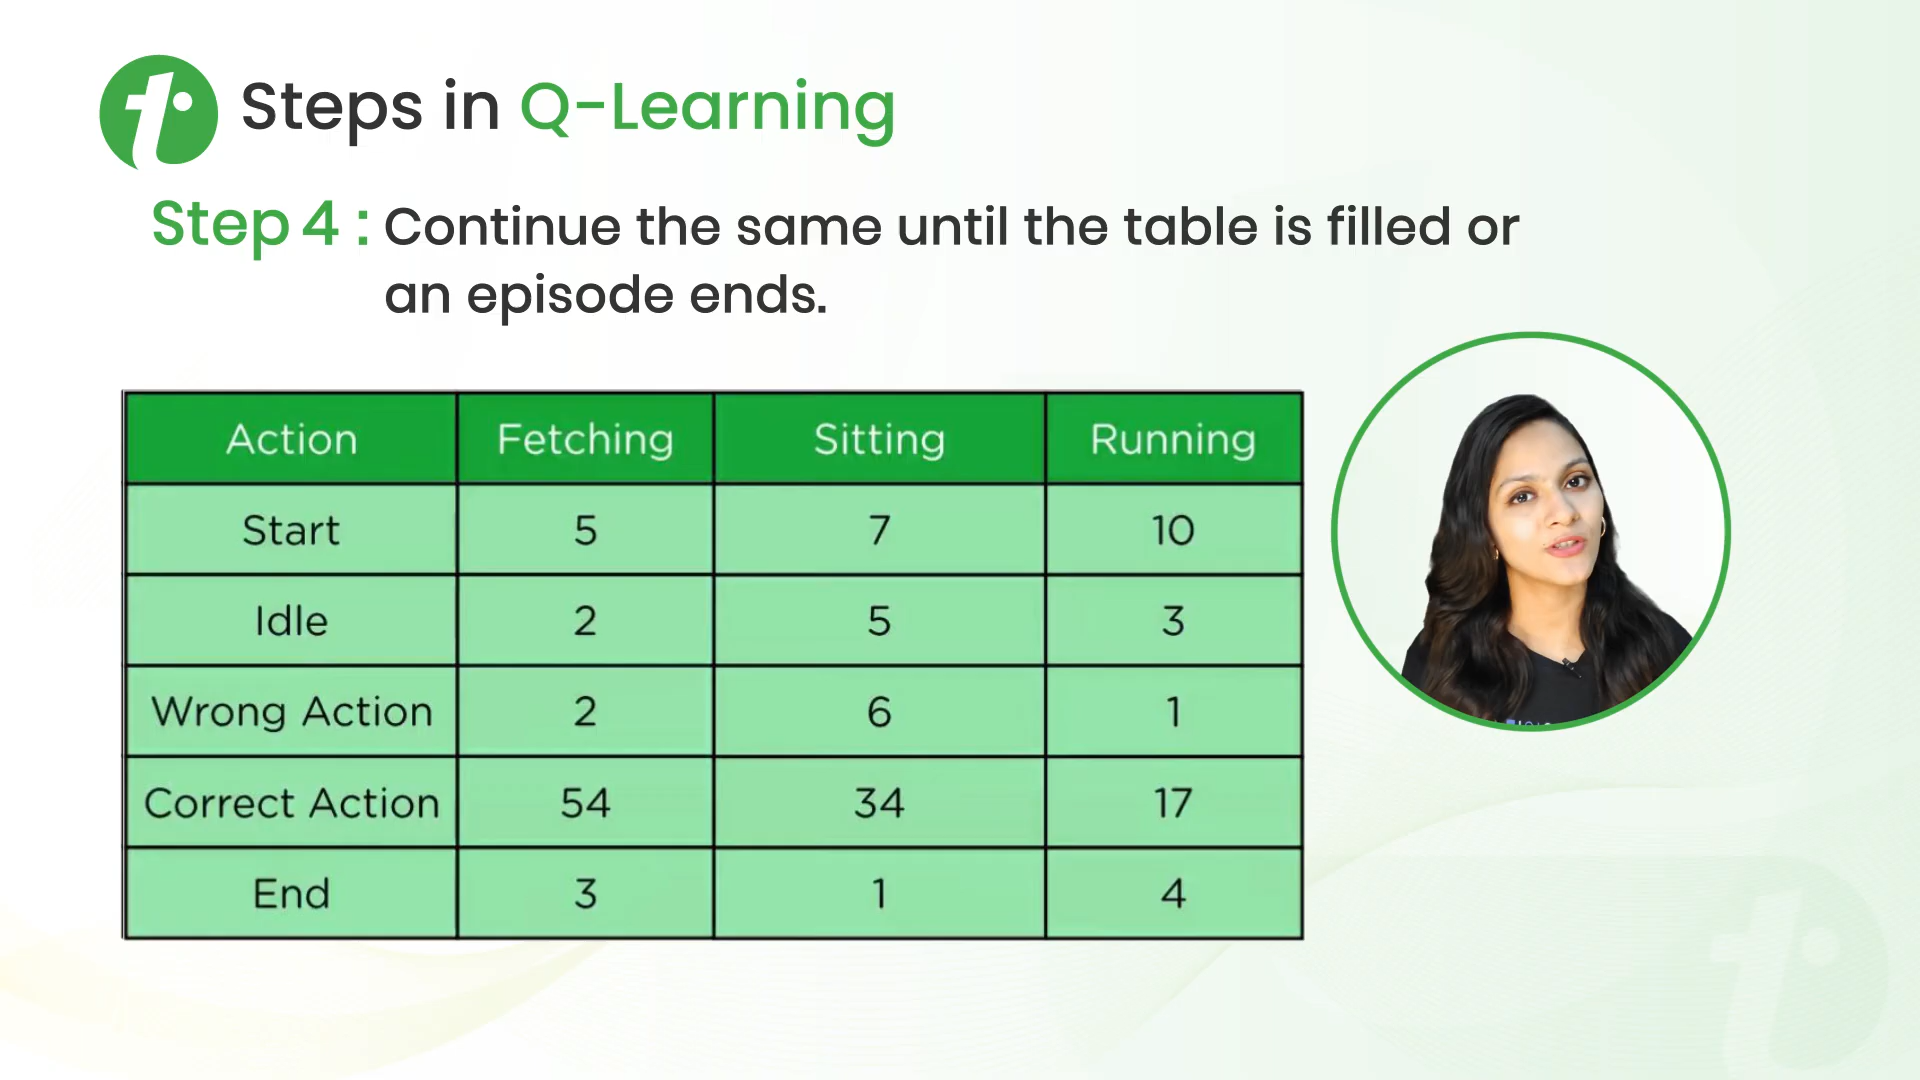 Steps in Q-Learning
Step 4 : Continue the same until the table is filled or
an episode ends.
Action Fetching Sitting Running
Start 5 7 10
Idle 2 5 3
Wrong Action 2 6 1
Correct Action 54 34 17
End 3 1 4